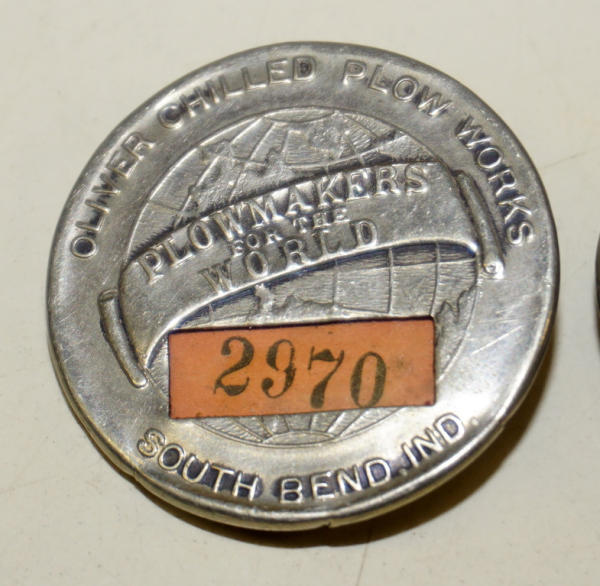 OLIVER CHILLED PLOW WORKS
PLOWMAKERS
FOR THE
WORLD
2970
SOUTH BEND, IND.